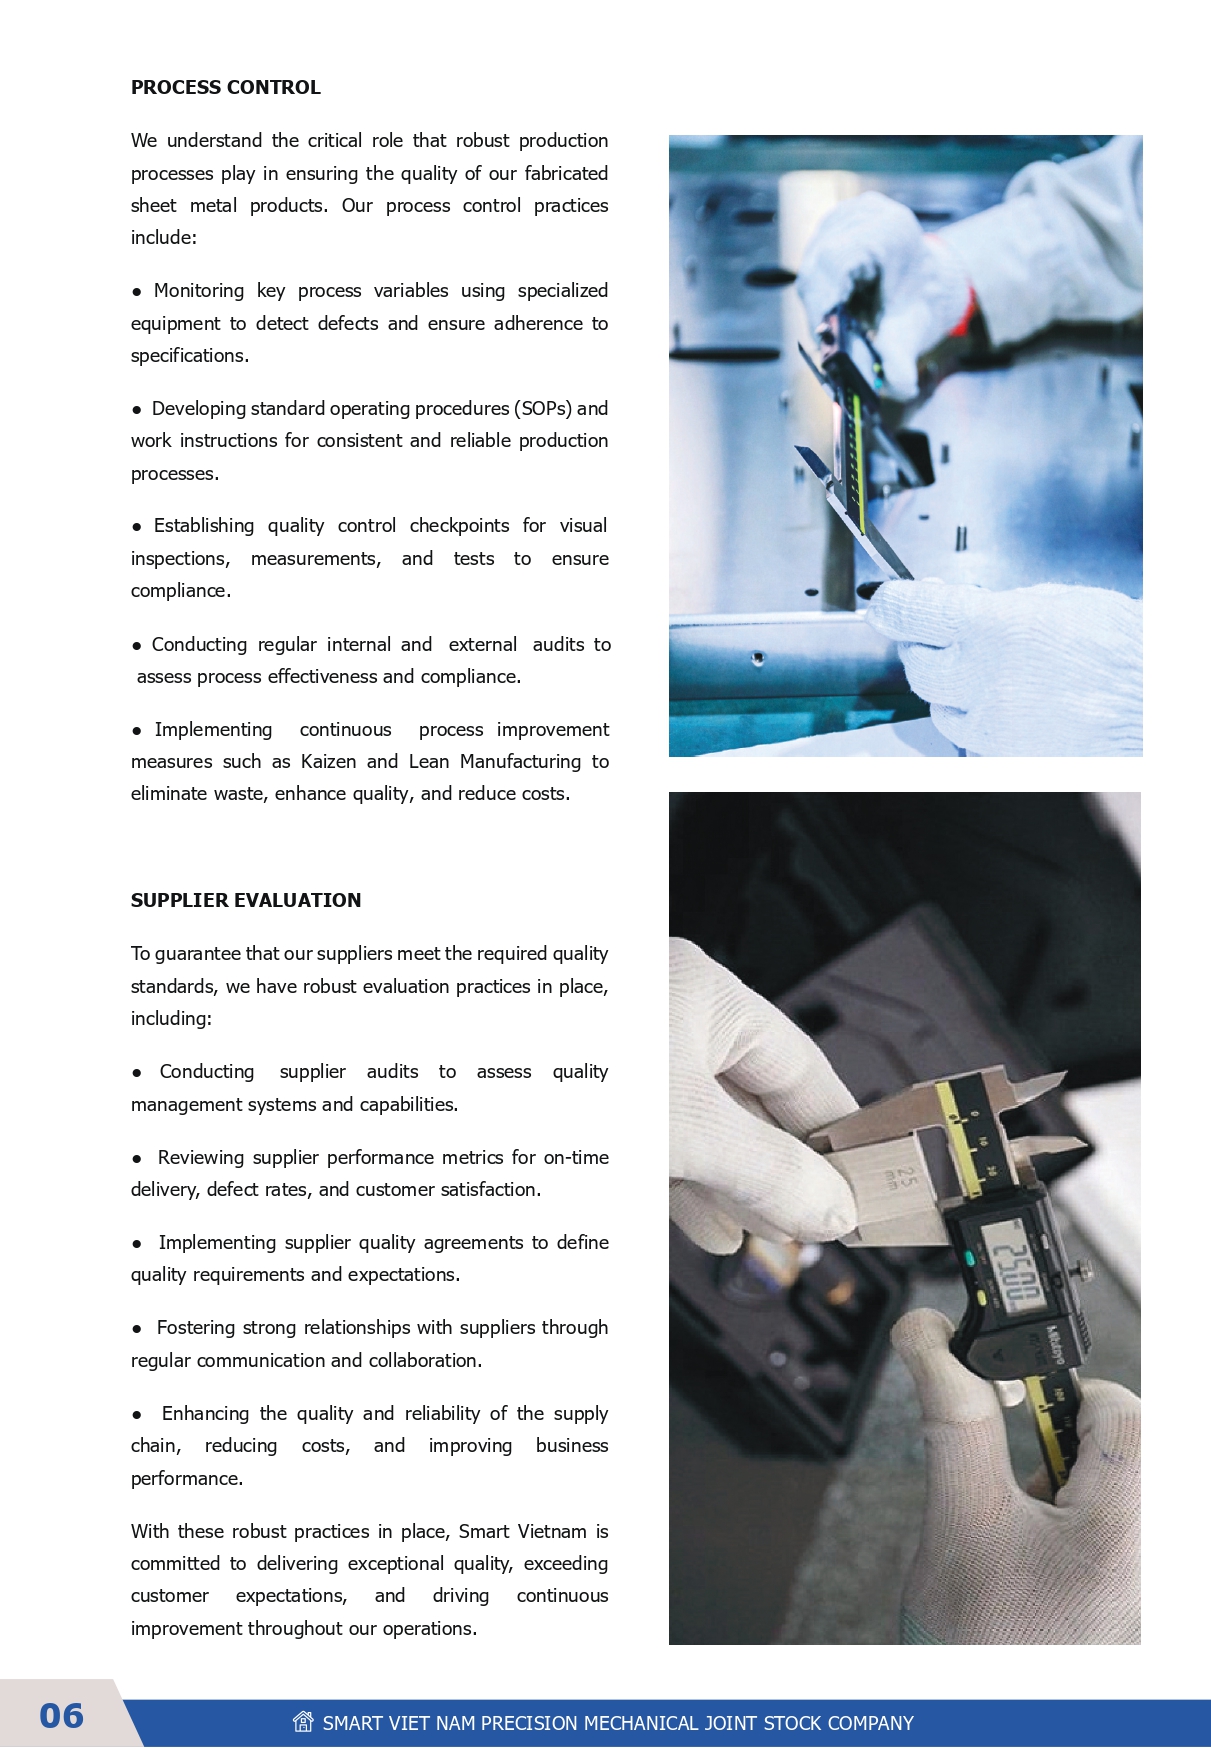 PROCESS CONTROL
We understand the critical role that robust production
processes play in ensuring the quality of our fabricated
sheet metal products. Our process control practices
include:
● Monitoring key process variables using specialized
equipment to detect defects and ensure adherence to
specifications.
● Developing standard operating procedures (SOPs) and
work instructions for consistent and reliable production
processes.
● Establishing quality control checkpoints for visual
inspections, measurements, and tests to ensure
compliance.
● Conducting regular internal and external audits to
assess process effectiveness and compliance.
● Implementing continuous process improvement
measures such as Kaizen and Lean Manufacturing to
eliminate waste, enhance quality, and reduce costs.
SUPPLIER EVALUATION
To guarantee that our suppliers meet the required quality
standards, we have robust evaluation practices in place,
including:
● Conducting supplier audits to assess quality
management systems and capabilities.
● Reviewing supplier performance metrics for on-time
delivery, defect rates, and customer satisfaction.
● Implementing supplier quality agreements to define
quality requirements and expectations.
● Fostering strong relationships with suppliers through
regular communication and collaboration.
● Enhancing the quality and reliability of the supply
chain, reducing costs, and improving business
performance.
With these robust practices in place, Smart Vietnam is
committed to delivering exceptional quality, exceeding
customer expectations, and driving continuous
improvement throughout our operations.
0
10
20
25
mm
25.00
Mitutoyo
100
06
SMART VIET NAM PRECISION MECHANICAL JOINT STOCK COMPANY